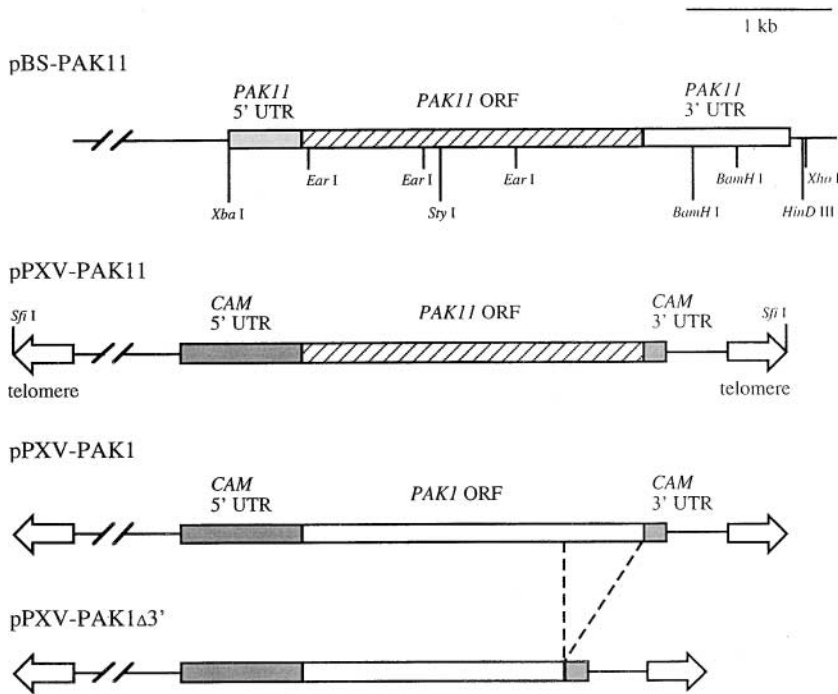 1 kb
pBS-PAK11
PAK11
5' UTR
PAK11 ORF
PAK11
3' UTR
Ear I
Ear I
Ear I
BamH I
Xho I
Xba I
Sty I
BamH I
HinD III
pPXV-PAK11
Sfi I
CAM
5' UTR
PAK11 ORF
CAM
3' UTR
Sfi I
telomere
telomere
pPXV-PAK1
CAM
5' UTR
PAK1 ORF
CAM
3' UTR
pPXV-PAK1Δ3'